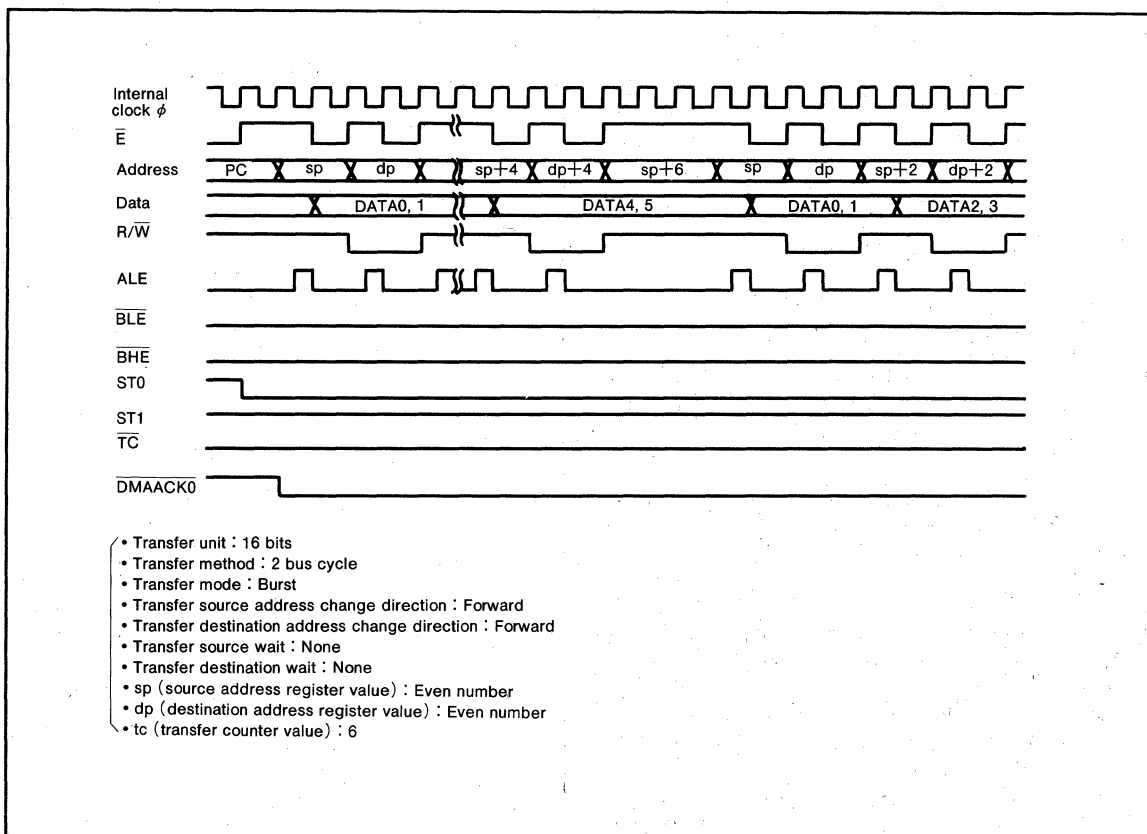 Internal
clock φ
E̅
Address PC sp dp sp+4 dp+4 sp+6 sp dp sp+2 dp+2
Data DATA0, 1 DATA4, 5 DATA0, 1 DATA2, 3
R/W̅
ALE
B̅L̅E̅
B̅H̅E̅
ST0
ST1
T̅C̅
D̅M̅A̅A̅C̅K̅0̅
• Transfer unit : 16 bits
• Transfer method : 2 bus cycle
• Transfer mode : Burst
• Transfer source address change direction : Forward
• Transfer destination address change direction : Forward
• Transfer source wait : None
• Transfer destination wait : None
• sp (source address register value) : Even number
• dp (destination address register value) : Even number
• tc (transfer counter value) : 6